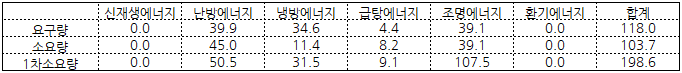 신재생에너지 난방에너지 냉방에너지 급탕에너지 조명에너지 환기에너지 합계
요구량 0.0 39.9 34.6 4.4 39.1 0.0 118.0
소요량 0.0 45.0 11.4 8.2 39.1 0.0 103.7
1차소요량 0.0 50.5 31.5 9.1 107.5 0.0 198.6